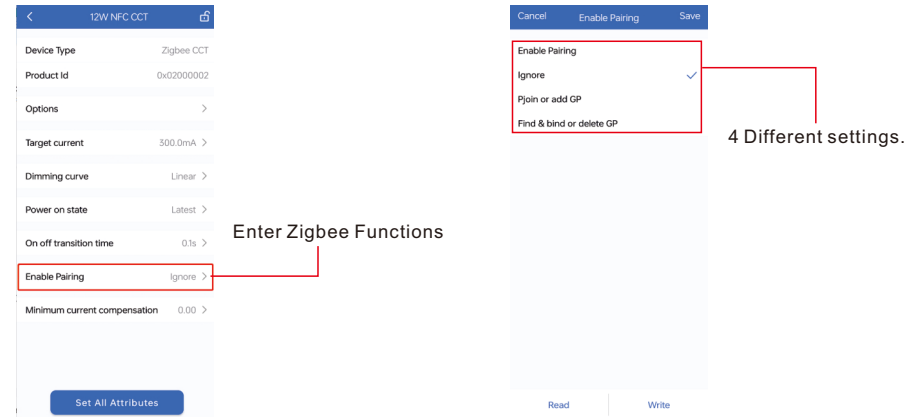 12W NFC CCT
Device Type Zigbee CCT
Product Id 0x02000002
Options
Target current 300.0mA
Dimming curve Linear
Power on state Latest
On off transition time 0.1s
Enable Pairing Ignore
Minimum current compensation 0.00
Set All Attributes
Enter Zigbee Functions
Cancel Enable Pairing Save
Enable Pairing
Ignore
Pjoin or add GP
Find & bind or delete GP
Read Write
4 Different settings.